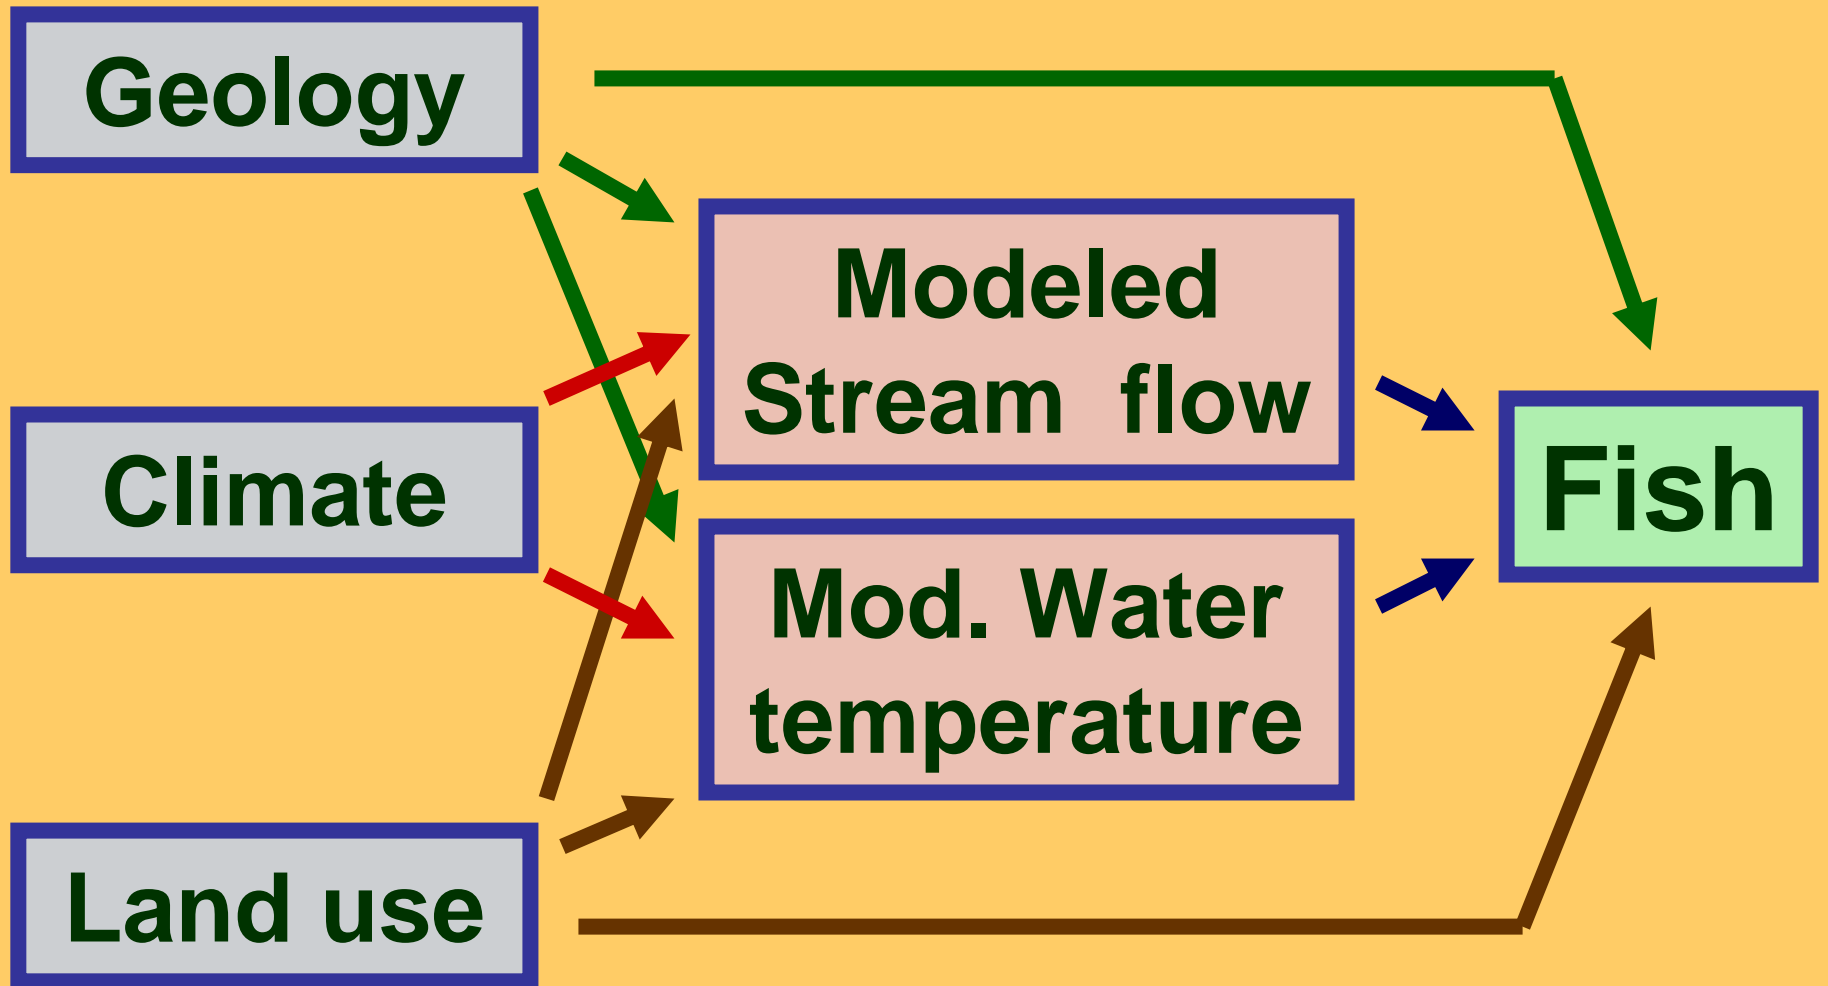 Geology
Modeled
Stream flow
Climate
Fish
Mod. Water
temperature
Land use